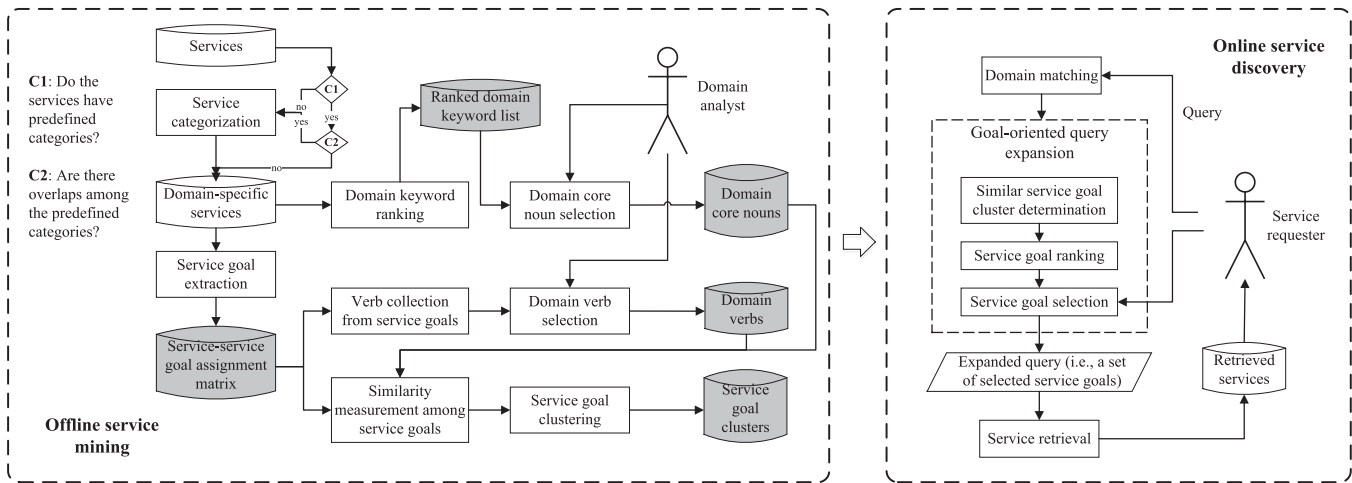 Services
C1: Do the
services have
predefined
categories?
C1
no
yes
yes
Service
categorization
C2
no
C2: Are there
overlaps among
the predefined
categories?
Domain-specific
services
Ranked domain
keyword list
Domain
analyst
Domain keyword
ranking
Domain core
noun selection
Domain
core nouns
Service goal
extraction
Verb collection
from service goals
Domain verb
selection
Domain
verbs
Service-service
goal assignment
matrix
Similarity
measurement among
service goals
Service goal
clustering
Service
goal
clusters
Offline service
mining
Online service
discovery
Domain matching
Query
Goal-oriented query
expansion
Similar service goal
cluster determination
Service goal ranking
Service goal selection
Service
requester
Expanded query (i.e., a set
of selected service goals)
Retrieved
services
Service retrieval